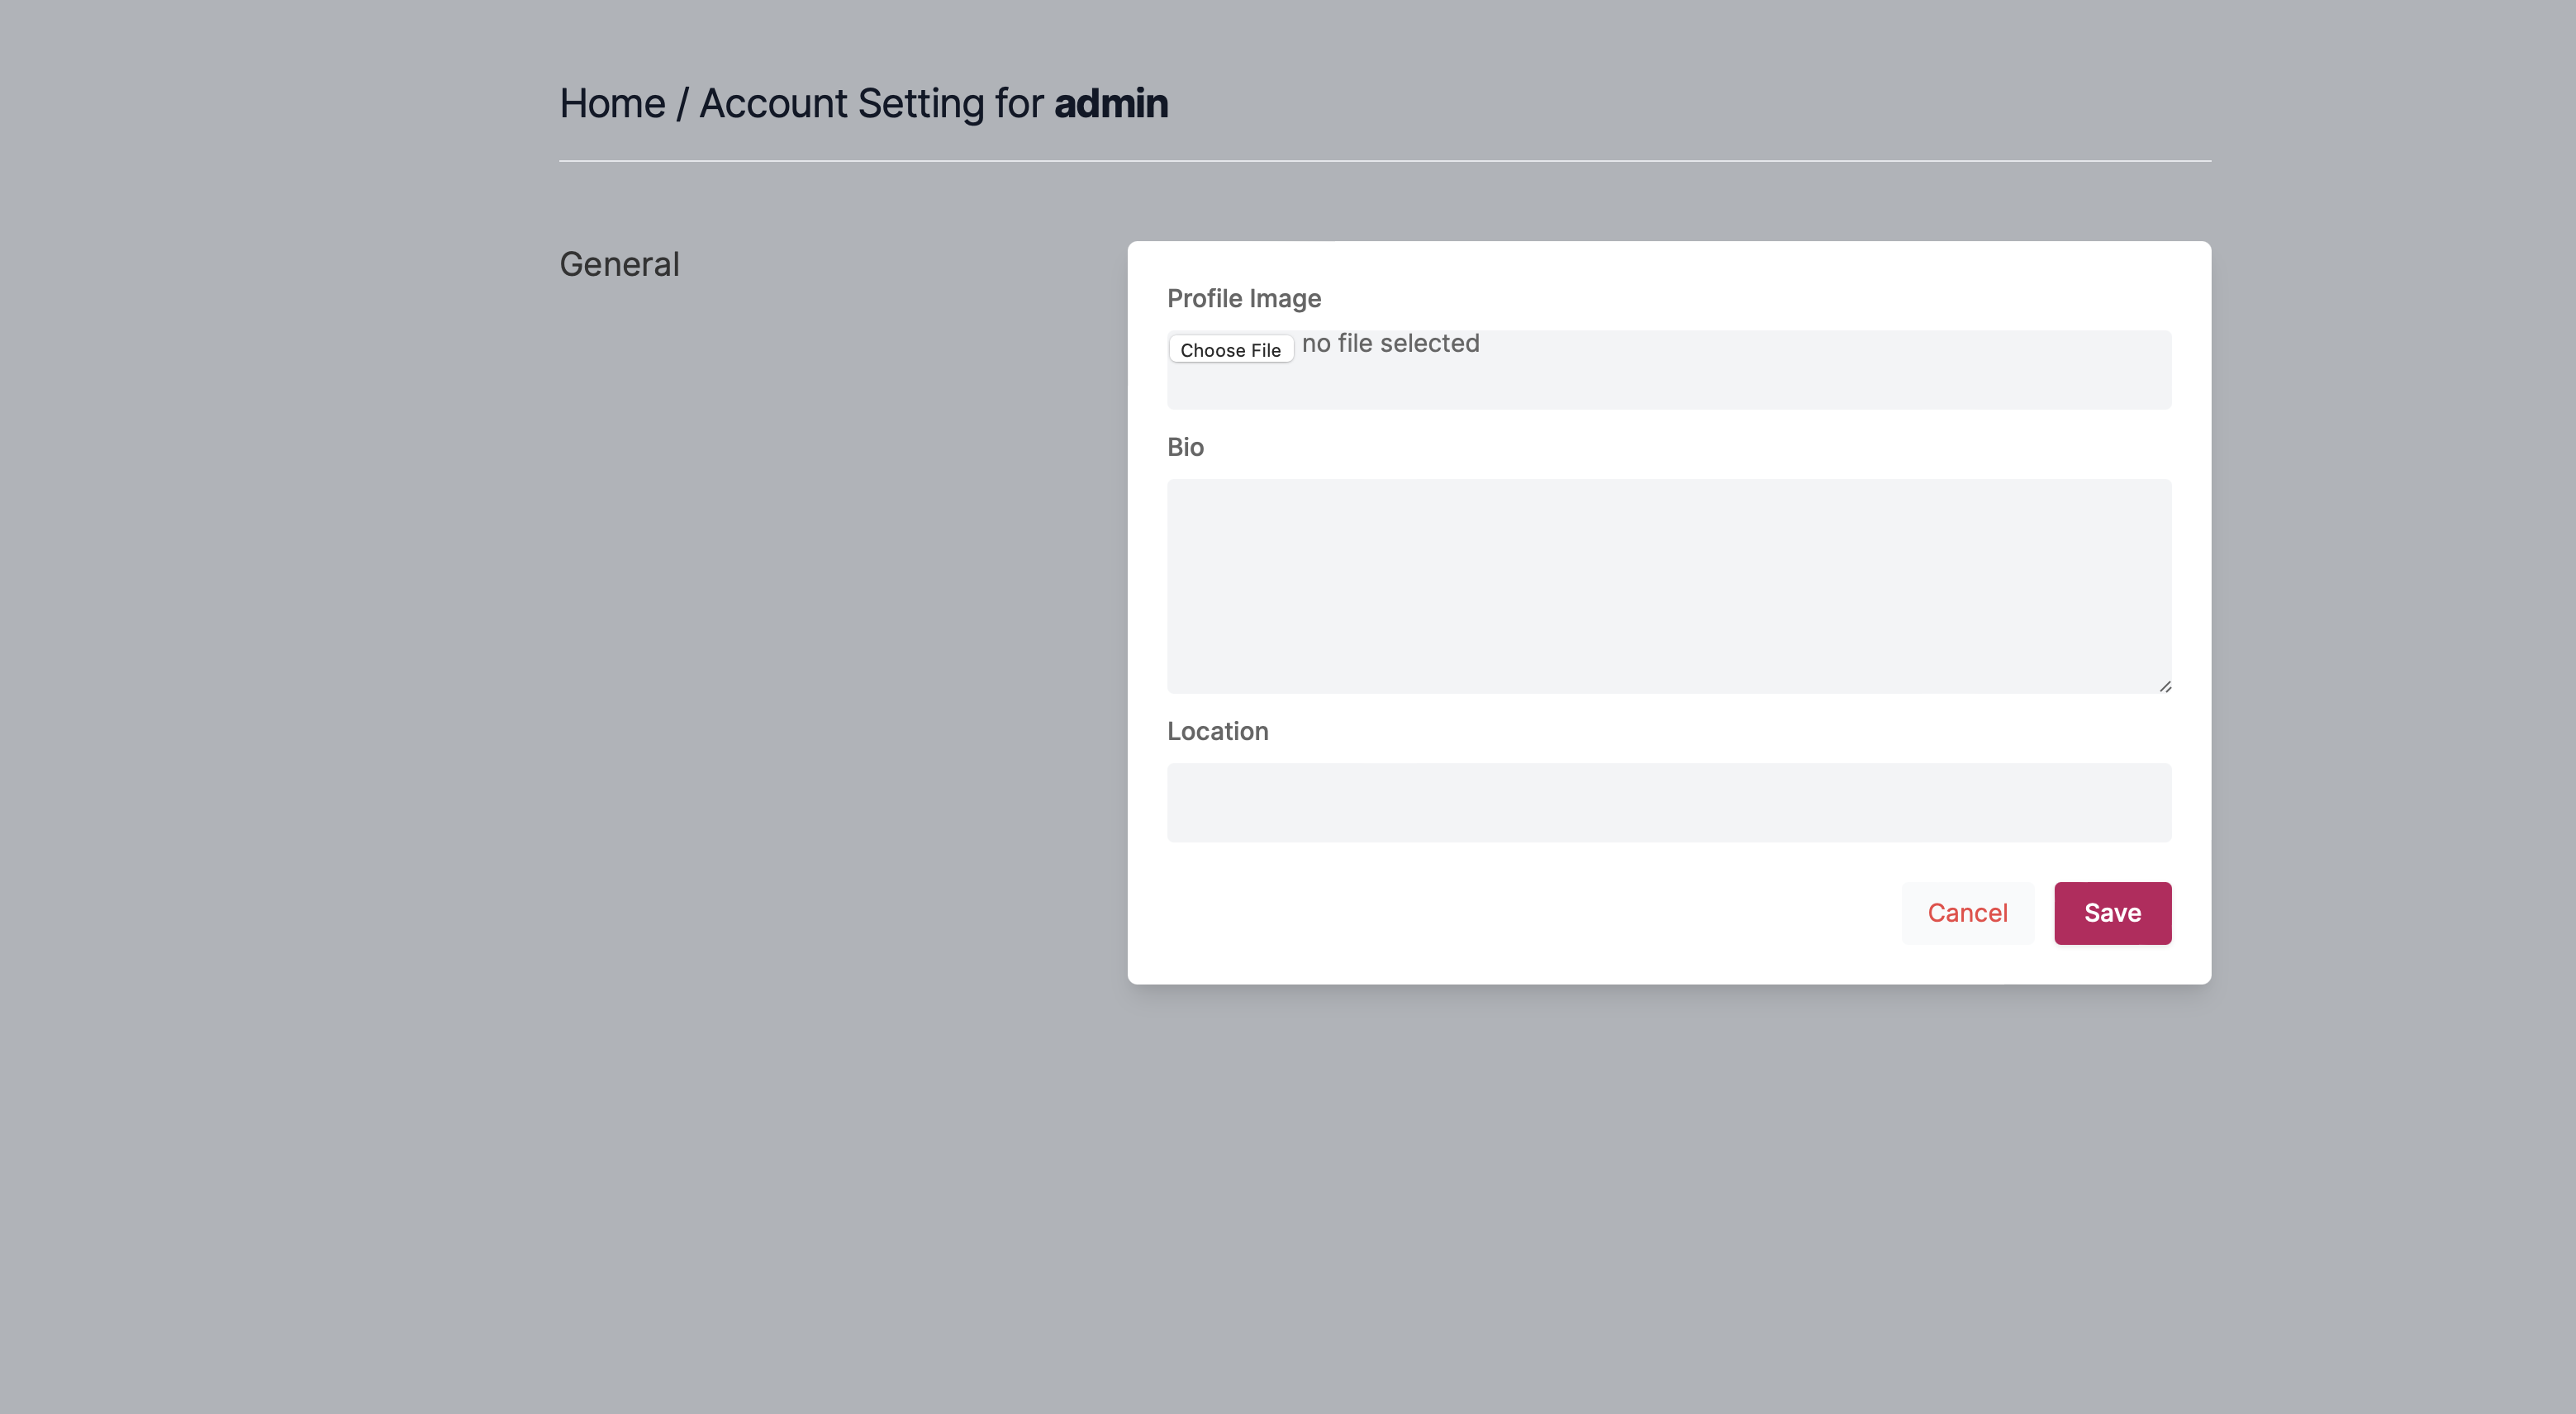 Home / Account Setting for admin
General
Profile Image
Choose File no file selected
Bio
Location
Cancel
Save